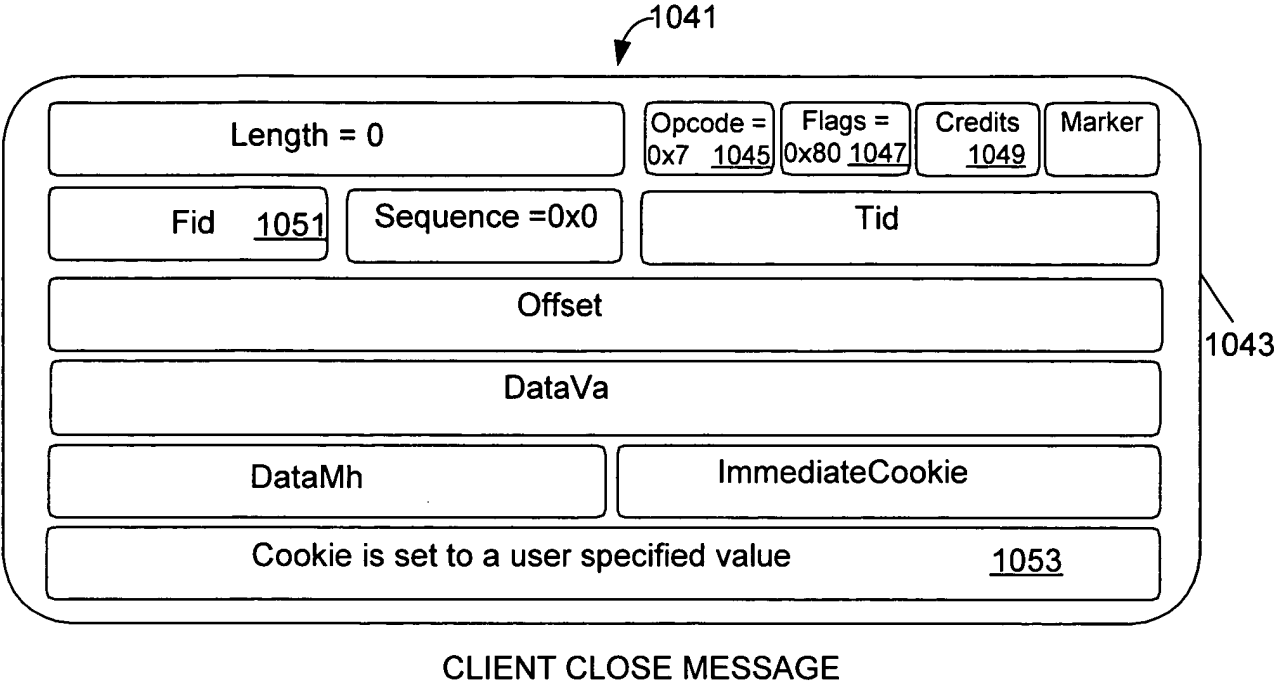 1041
Length = 0
Opcode =
0x7 1045
Flags =
0x80 1047
Credits
1049
Marker
Fid 1051
Sequence =0x0
Tid
Offset
1043
DataVa
DataMh
ImmediateCookie
Cookie is set to a user specified value 1053
CLIENT CLOSE MESSAGE